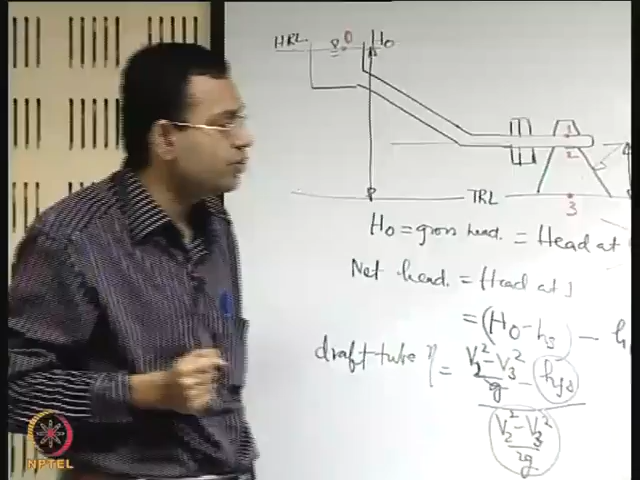 HRL 0 H₀
1
2
TRL
3
H₀ = gross head. = Head at
Net head. = Head at 1
= (H₀ - hs) - h
draft-tube η = (V₂² - V₃²)/2g - hfd
(V₂² - V₃²)/2g
NPTEL